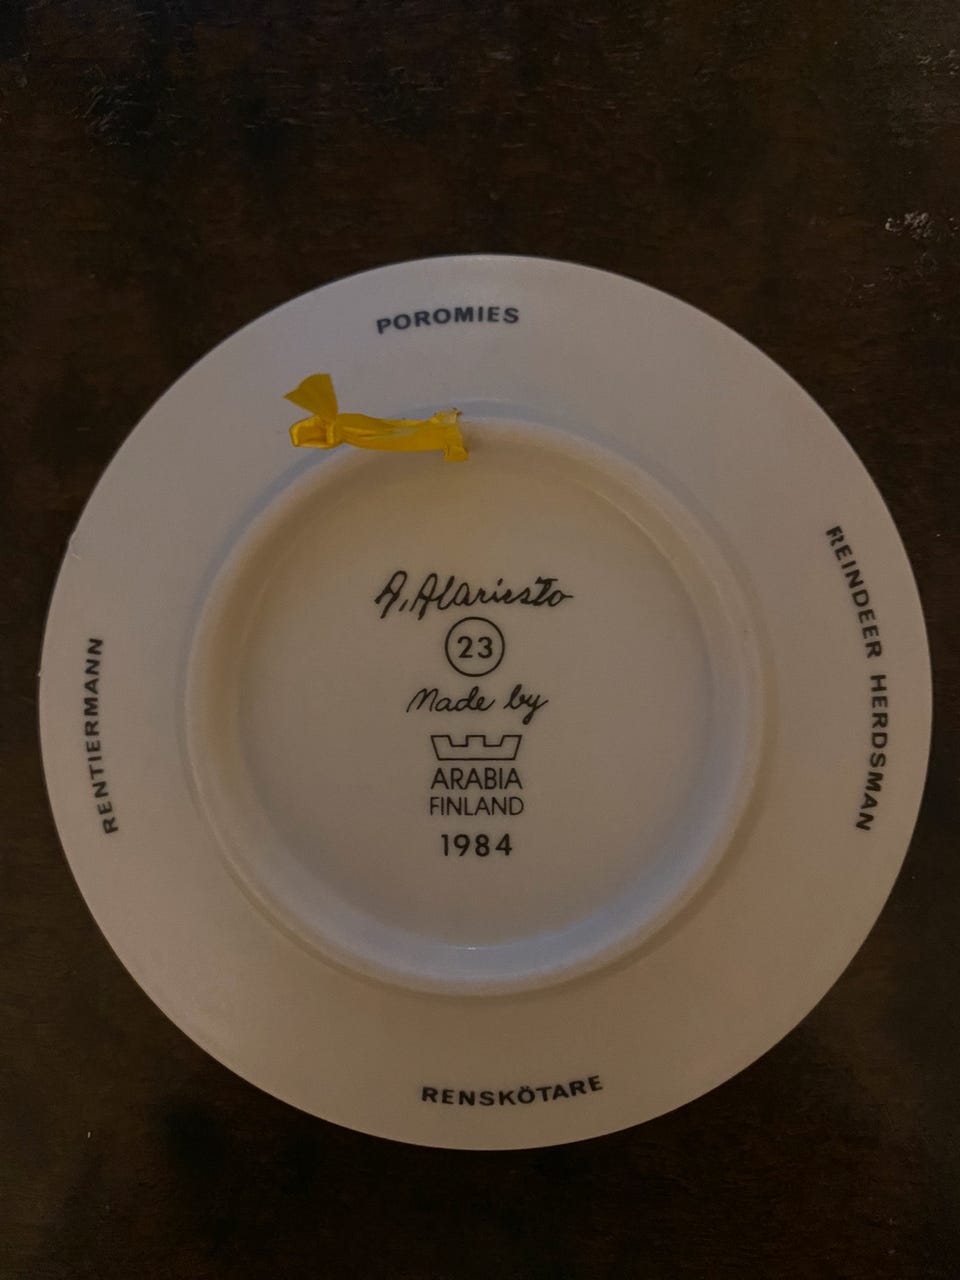 POROMIES
REINDEER HERDSMAN
RENSKÖTARE
RENTIERMANN
A. Alariesto
23
Made by
ARABIA
FINLAND
1984